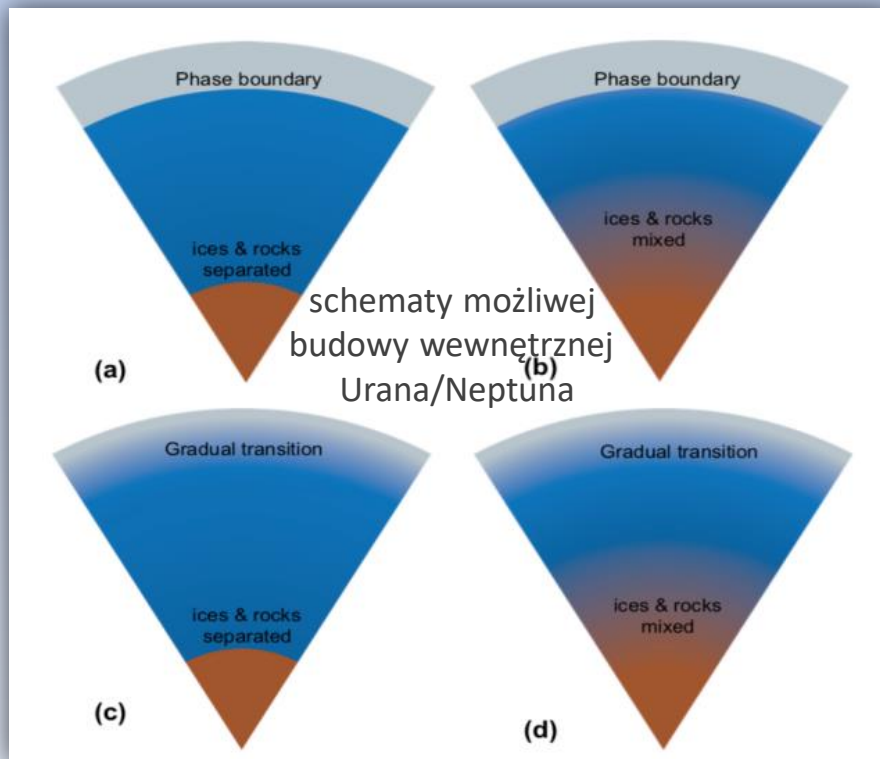 Phase boundary
Phase boundary
ices & rocks
separated
ices & rocks
mixed
schematy możliwej
budowy wewnętrznej
Urana/Neptuna
(a)
(b)
Gradual transition
Gradual transition
ices & rocks
separated
ices & rocks
mixed
(c)
(d)